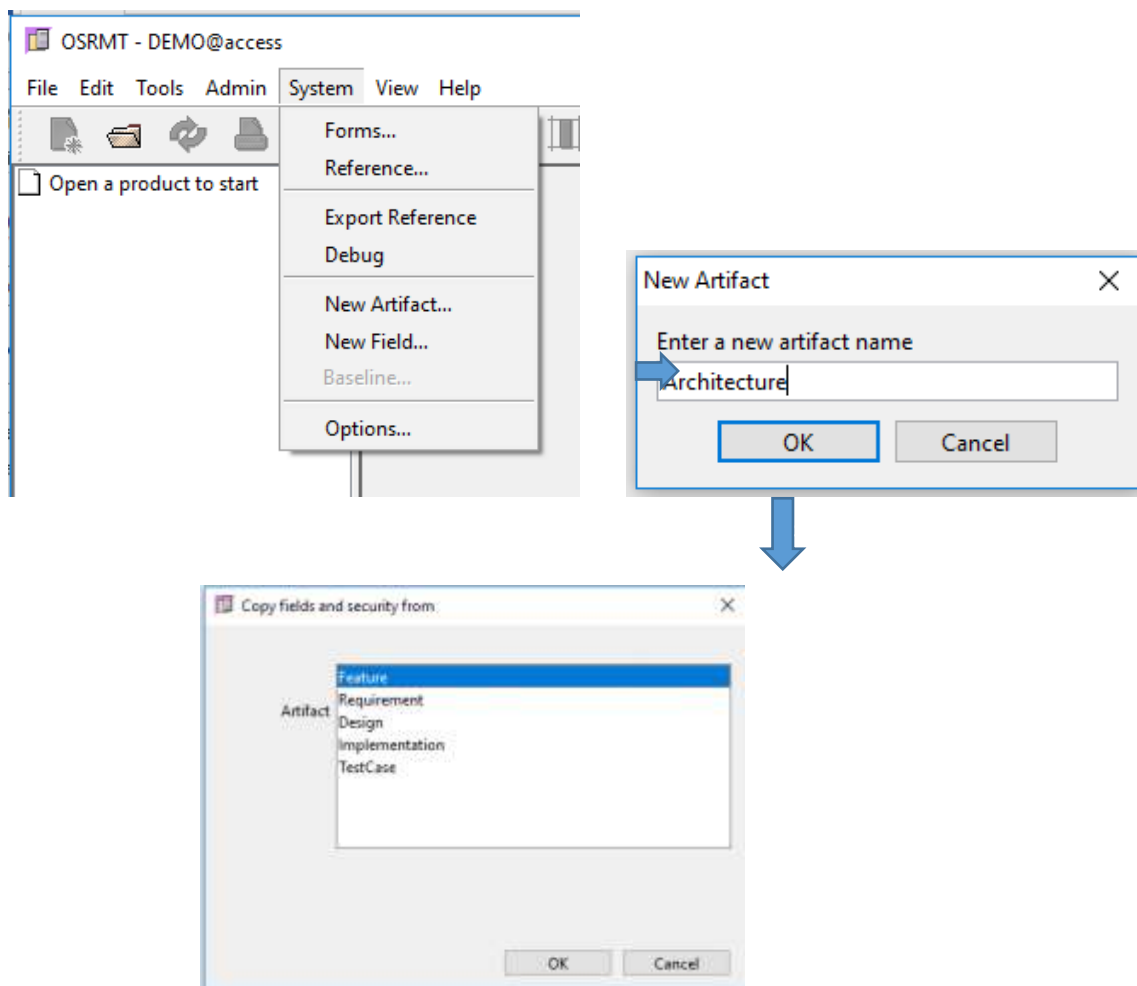 OSRMT - DEMO@access
File Edit Tools Admin System View Help
Forms...
Reference...
Open a product to start
Export Reference
Debug
New Artifact...
New Field...
Baseline...
Options...
New Artifact
Enter a new artifact name
Architecture
OK Cancel
Copy fields and security from
Artifact
Feature
Requirement
Design
Implementation
TestCase
OK Cancel